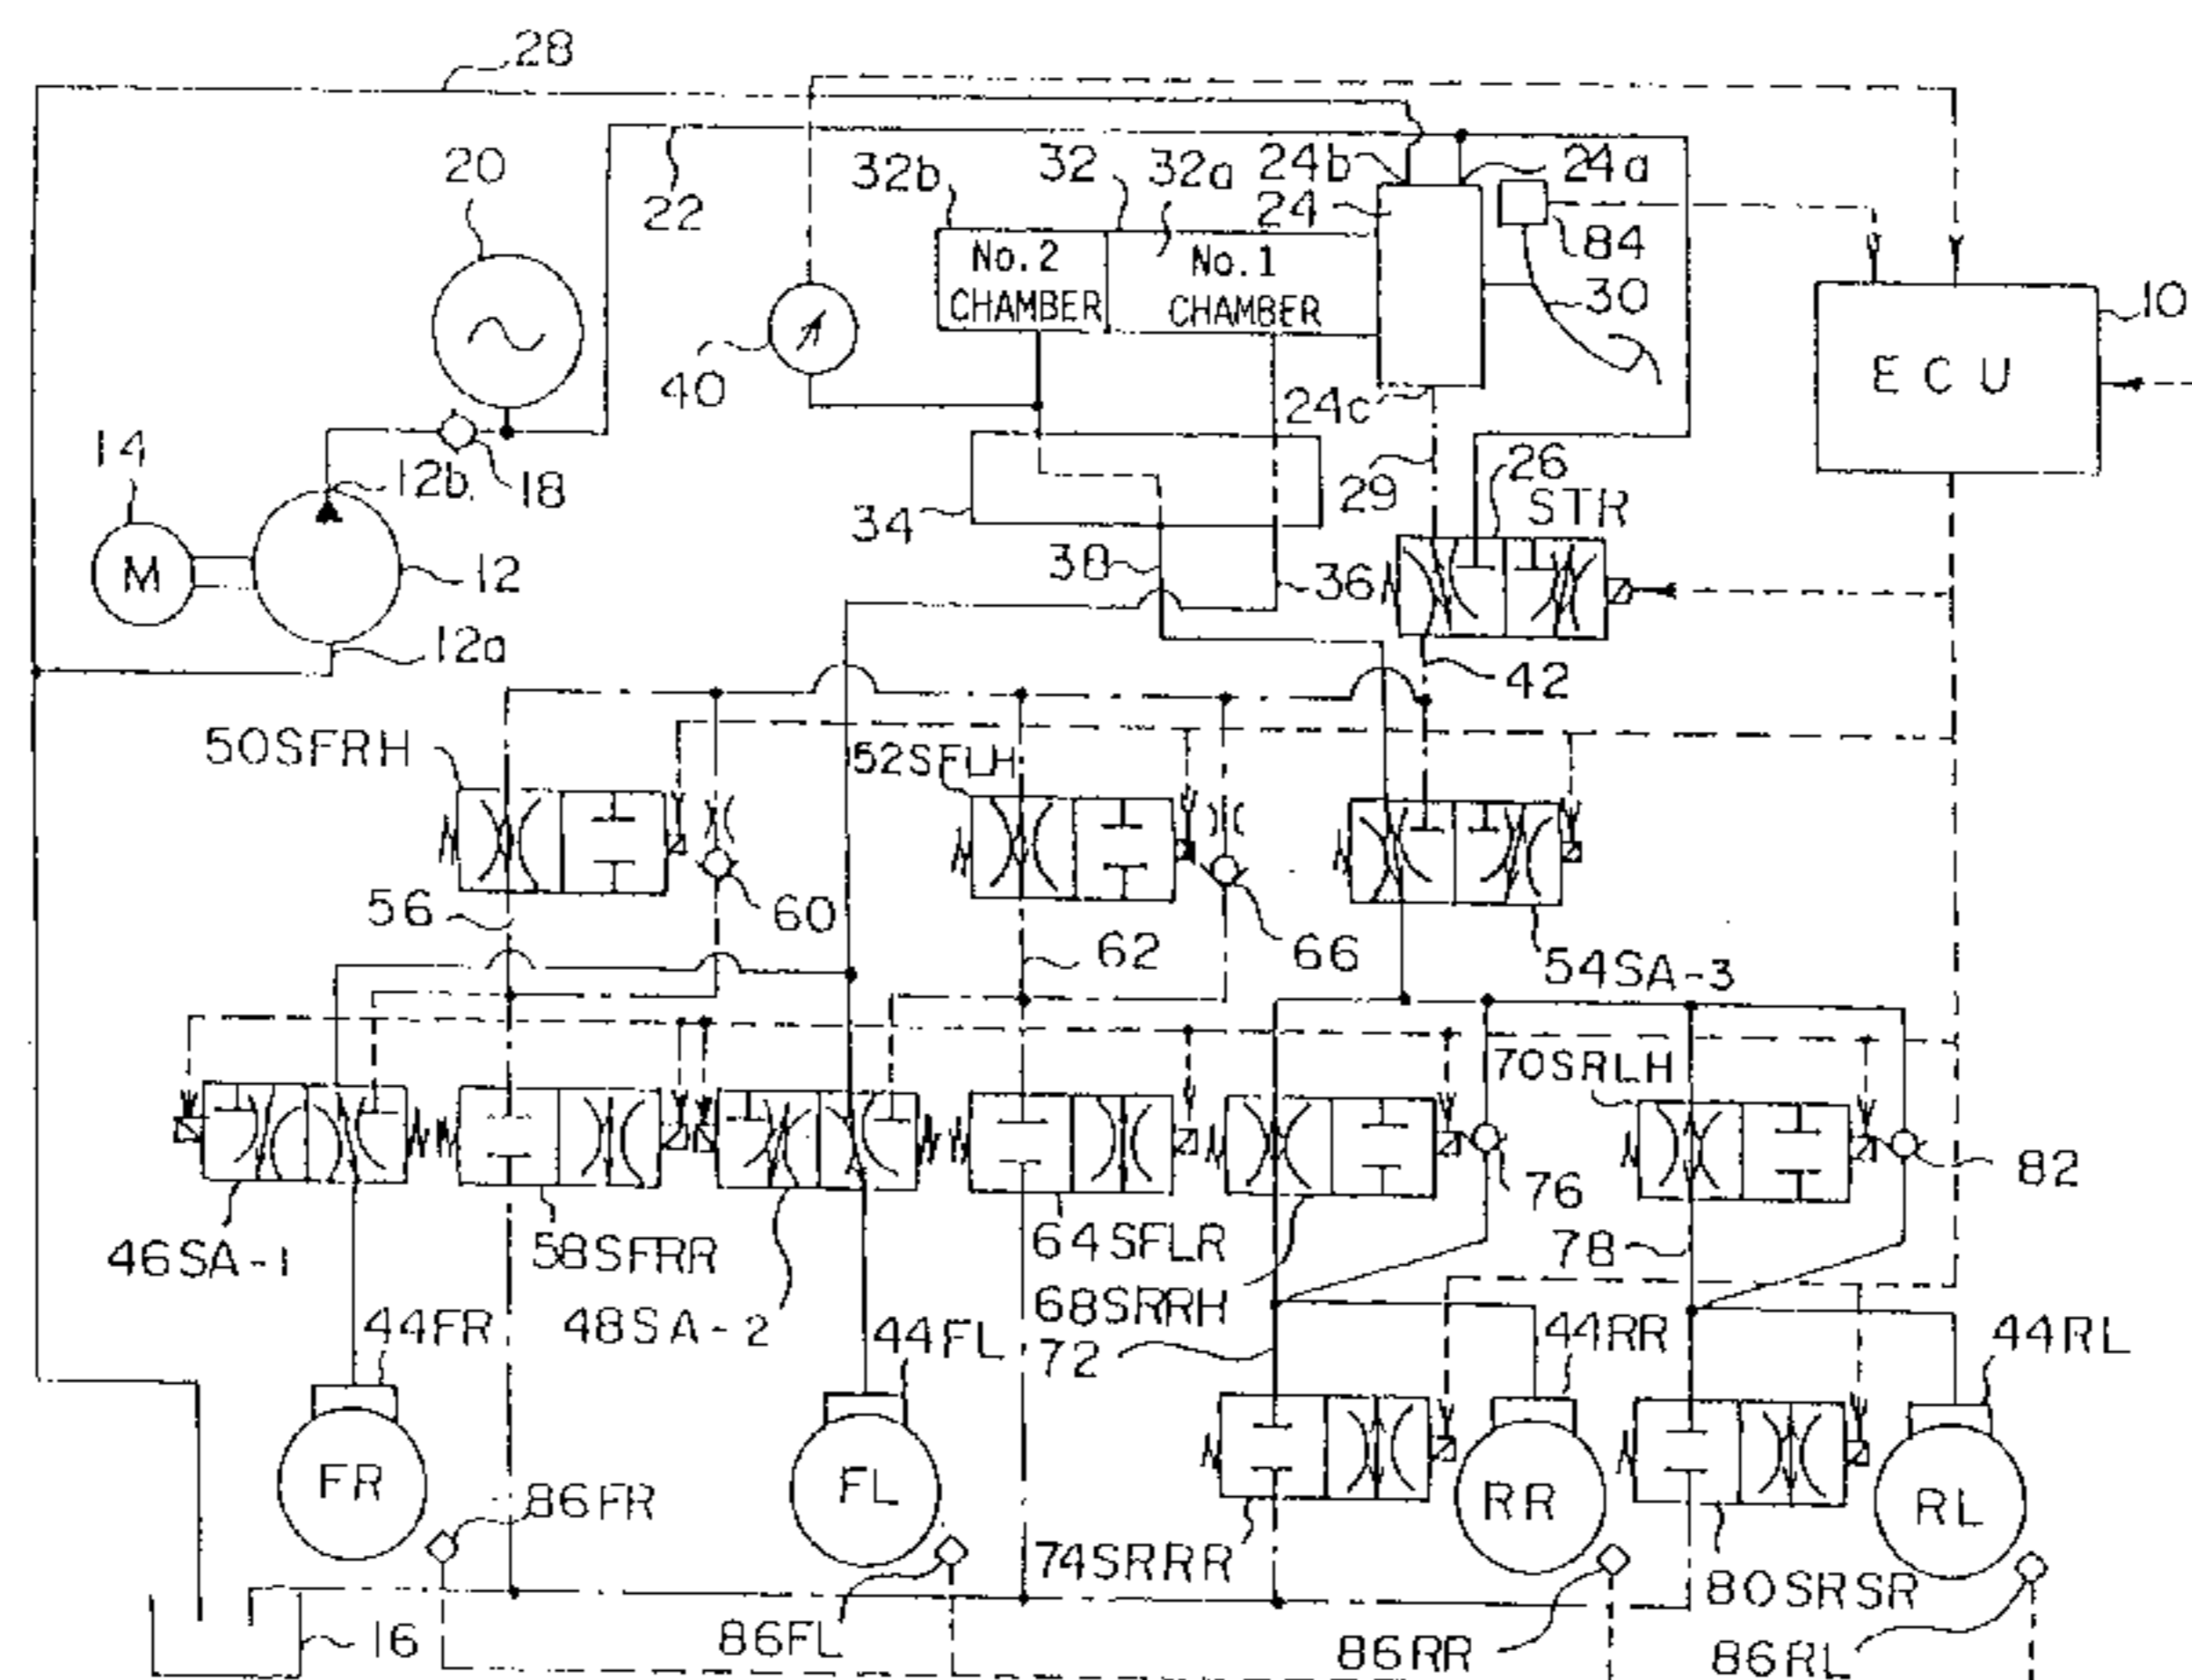 28
20
22
32b
32
32a
24b
24a
24
84
No. 2
CHAMBER
No. 1
CHAMBER
30
10
ECU
40
24c
14
12b
18
34
29
26
STR
M
12
38
36
12a
42
50SFRH
52SFLH
56
60
62
66
54SA-3
70SRLH
46SA-1
58SFRR
48SA-2
64SFLR
68SRRH
76
78
82
44FR
44FL
72
44RR
44RL
FR
FL
RR
RL
86FR
74SRRR
80SRSR
16
86FL
86RR
86RL